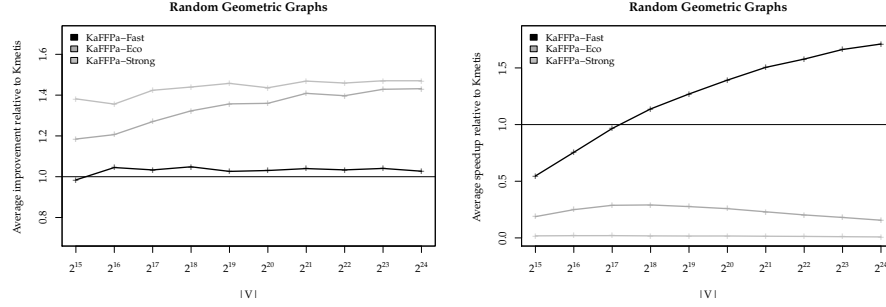 Random Geometric Graphs
KaFFPa−Fast
KaFFPa−Eco
KaFFPa−Strong
Average improvement relative to Kmetis
1.6
1.4
1.2
1.0
0.8
2^15 2^16 2^17 2^18 2^19 2^20 2^21 2^22 2^23 2^24
|V|
Random Geometric Graphs
KaFFPa−Fast
KaFFPa−Eco
KaFFPa−Strong
Average speedup relative to Kmetis
1.5
1.0
0.5
0.0
2^15 2^16 2^17 2^18 2^19 2^20 2^21 2^22 2^23 2^24
|V|